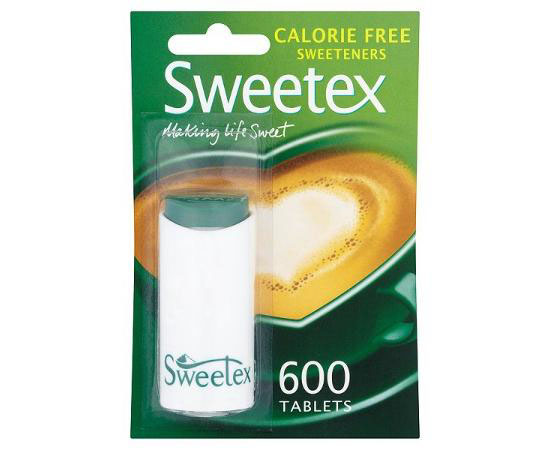 CALORIE FREE
SWEETENERS
Sweetex
Making Life Sweet
Sweetex
600
TABLETS